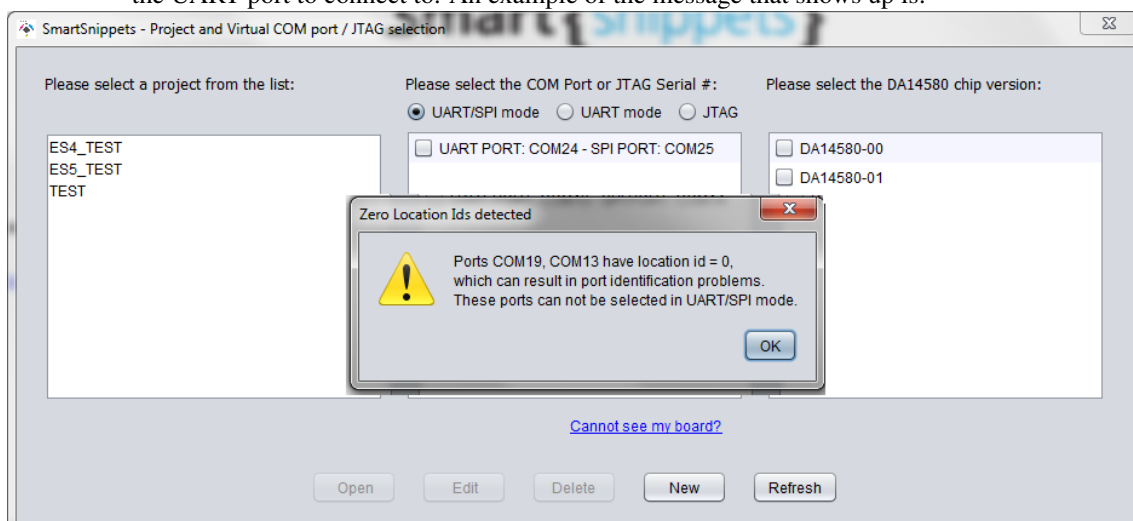 the UART port to connect to. An example of the message that shows up is:
SmartSnippets - Project and Virtual COM port / JTAG selection
Please select a project from the list:
Please select the COM Port or JTAG Serial #:
Please select the DA14580 chip version:
UART/SPI mode
UART mode
JTAG
ES4_TEST
ES5_TEST
TEST
UART PORT: COM24 - SPI PORT: COM25
DA14580-00
DA14580-01
Zero Location Ids detected
Ports COM19, COM13 have location id = 0,
which can result in port identification problems.
These ports can not be selected in UART/SPI mode.
OK
Cannot see my board?
Open
Edit
Delete
New
Refresh